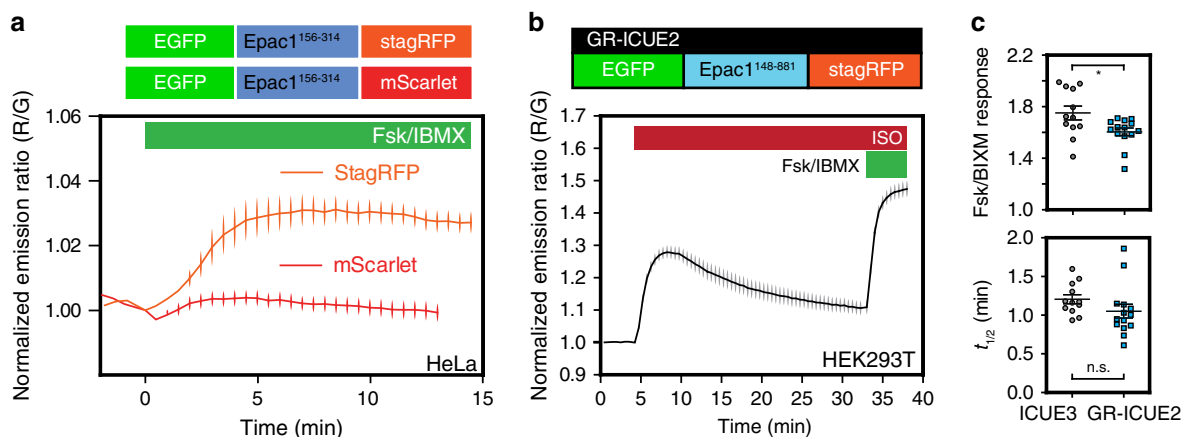 a
EGFP Epac1¹⁵⁶⁻³¹⁴ stagRFP
EGFP Epac1¹⁵⁶⁻³¹⁴ mScarlet
Normalized emission ratio (R/G)
1.06
1.04
1.02
1.00
Fsk/IBMX
StagRFP
mScarlet
HeLa
0 5 10 15
Time (min)
b
GR-ICUE2
EGFP Epac1¹⁴⁸⁻⁸⁸¹ stagRFP
Normalized emission ratio (R/G)
1.7
1.6
1.5
1.4
1.3
1.2
1.1
1.0
0.9
ISO
Fsk/IBMX
HEK293T
0 5 10 15 20 25 30 35 40
Time (min)
c
Fsk/BIXM response
2.2
1.8
1.4
1.0
*
t1/2 (min)
2.0
1.5
1.0
0.5
0.0
n.s.
ICUE3 GR-ICUE2